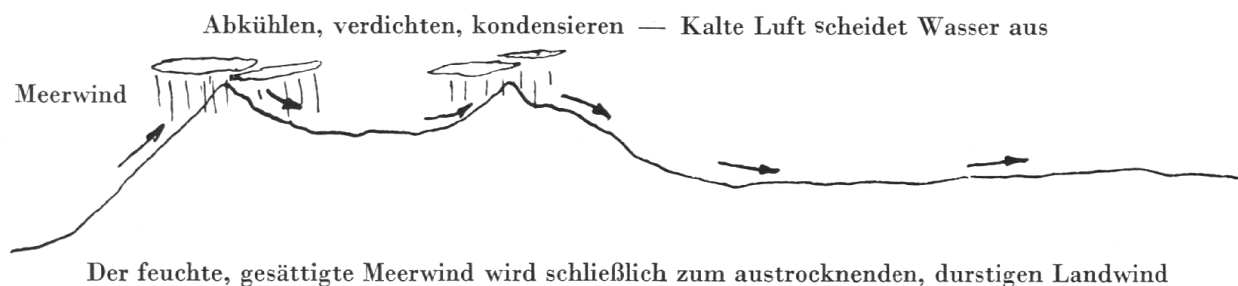 Abkühlen, verdichten, kondensieren — Kalte Luft scheidet Wasser aus
Meerwind
Der feuchte, gesättigte Meerwind wird schließlich zum austrocknenden, durstigen Landwind